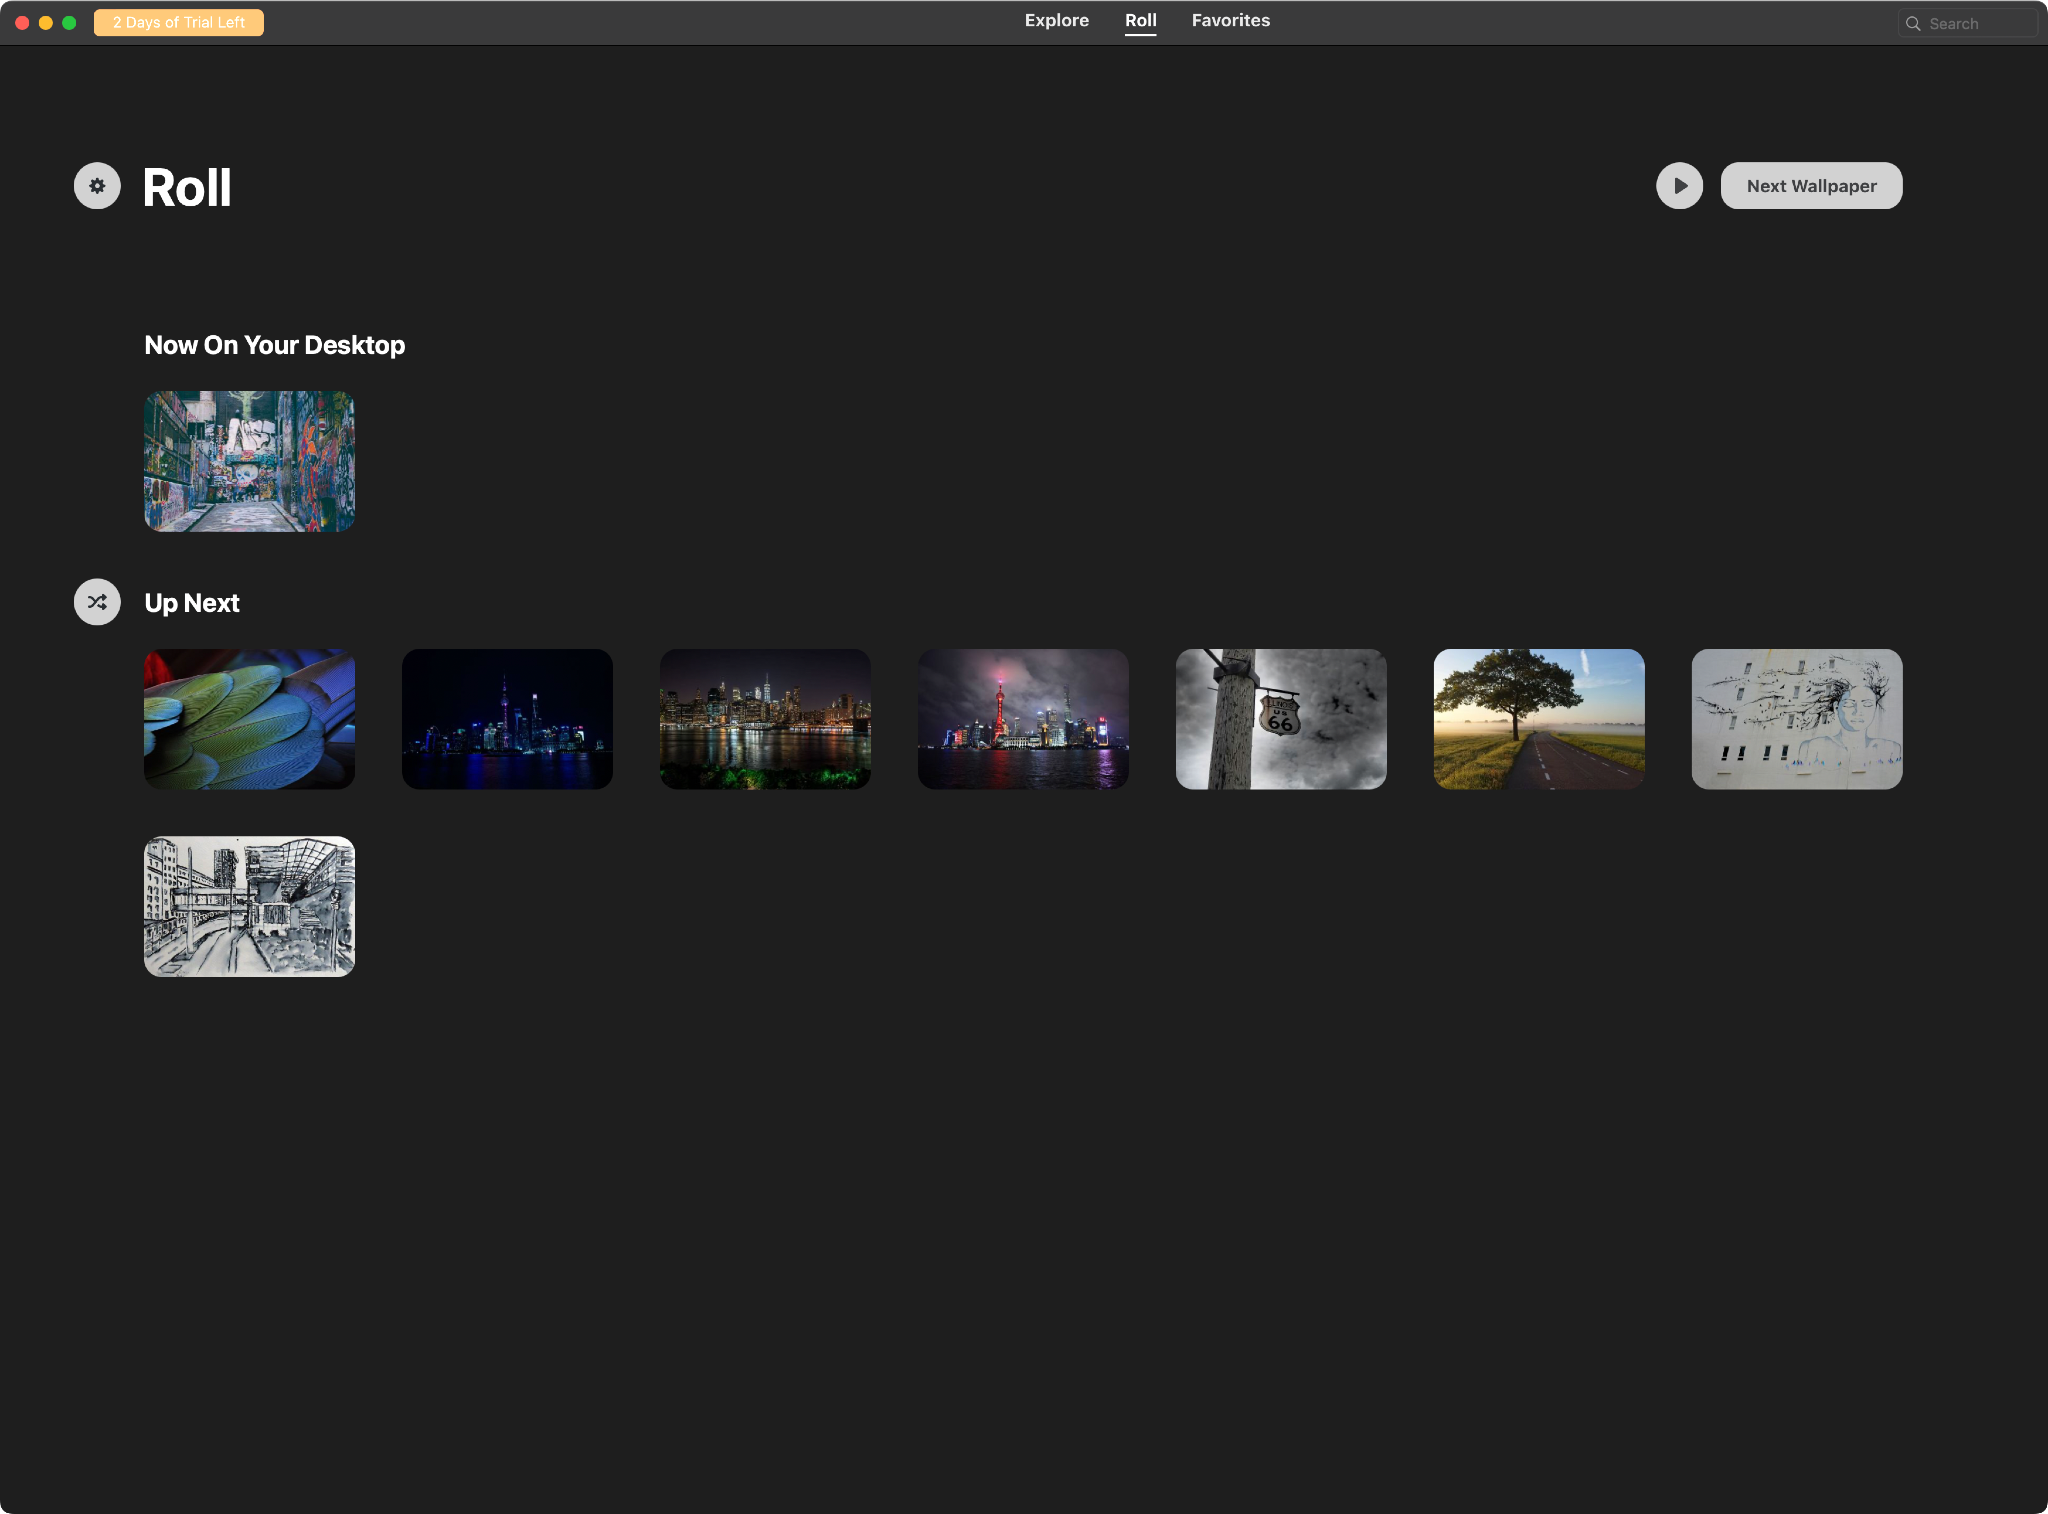 2 Days of Trial Left
Explore Roll Favorites
Search
Roll
Next Wallpaper
Now On Your Desktop
Up Next
ILLINOIS
US
66